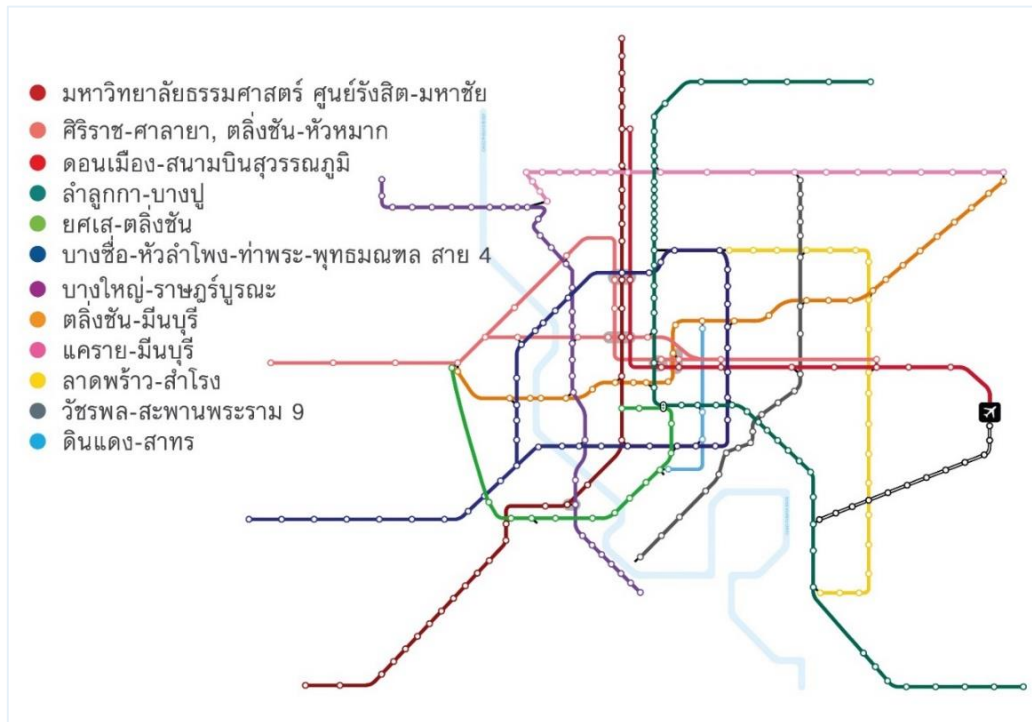 มหาวิทยาลัยธรรมศาสตร์ ศูนย์รังสิต-มหาชัย
ศิริราช-ศาลายา, ตลิ่งชัน-หัวหมาก
ดอนเมือง-สนามบินสุวรรณภูมิ
ลำลูกกา-บางปู
ยศเส-ตลิ่งชัน
บางซื่อ-หัวลำโพง-ท่าพระ-พุทธมณฑล สาย 4
บางใหญ่-ราษฎร์บูรณะ
ตลิ่งชัน-มีนบุรี
แคราย-มีนบุรี
ลาดพร้าว-สำโรง
วัชรพล-สะพานพระราม 9
ดินแดง-สาทร